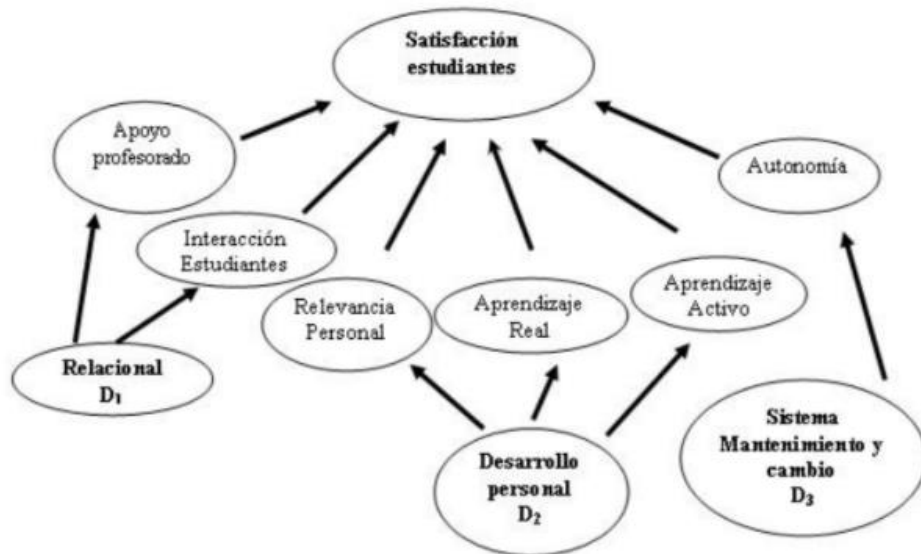 Satisfacción
estudiantes
Apoyo
profesorado
Autonomía
Interacción
Estudiantes
Relevancia
Personal
Aprendizaje
Real
Aprendizaje
Activo
Relacional
D₁
Desarrollo
personal
D₂
Sistema
Mantenimiento y
cambio
D₃